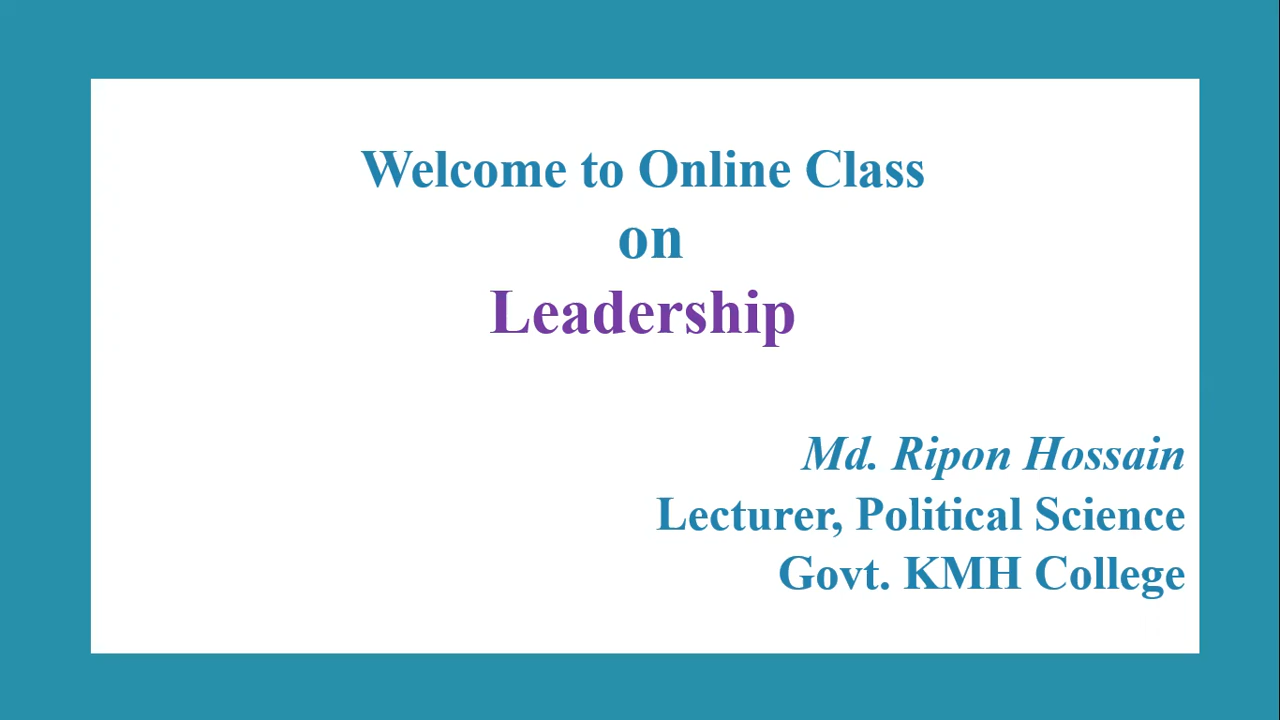 Welcome to Online Class
on
Leadership
Md. Ripon Hossain
Lecturer, Political Science
Govt. KMH College